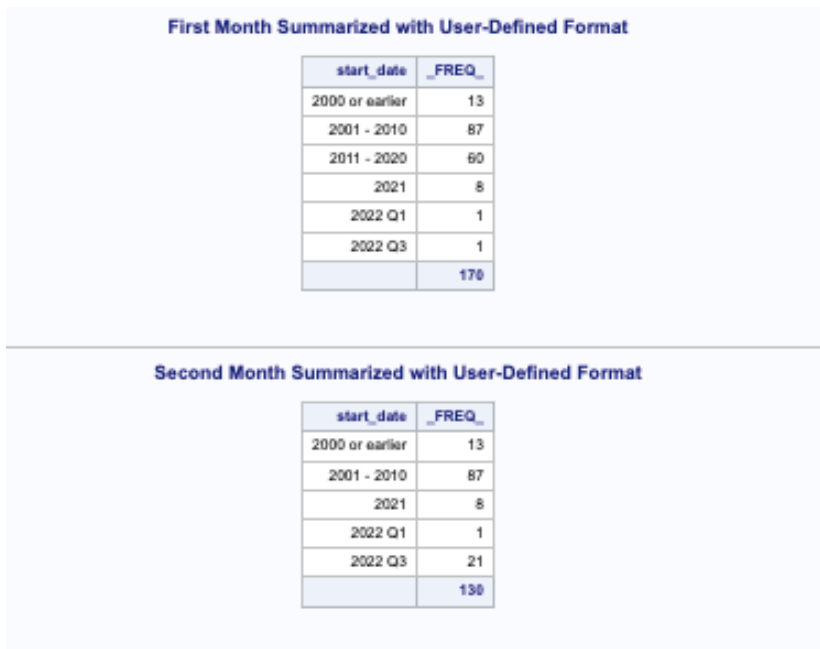 First Month Summarized with User-Defined Format
start_date _FREQ_
2000 or earlier 13
2001 - 2010 87
2011 - 2020 60
2021 8
2022 Q1 1
2022 Q3 1
170
Second Month Summarized with User-Defined Format
start_date _FREQ_
2000 or earlier 13
2001 - 2010 87
2021 8
2022 Q1 1
2022 Q3 21
130